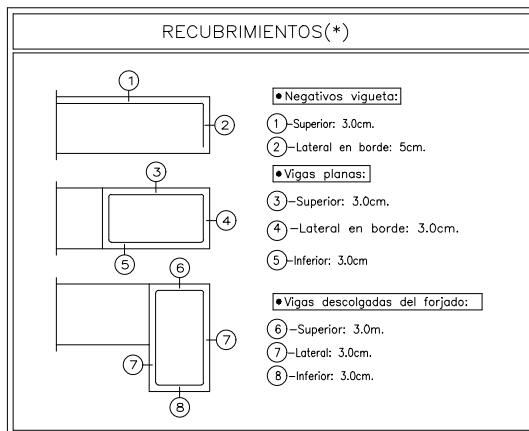 RECUBRIMIENTOS(*)
1
2
• Negativos vigueta:
1 -Superior: 3.0cm.
2 -Lateral en borde: 5cm.
3
4
5
• Vigas planas:
3 -Superior: 3.0cm.
4 -Lateral en borde: 3.0cm.
5 -Inferior: 3.0cm
6
7
7
8
• Vigas descolgadas del forjado:
6 -Superior: 3.0m.
7 -Lateral: 3.0cm.
8 -Inferior: 3.0cm.